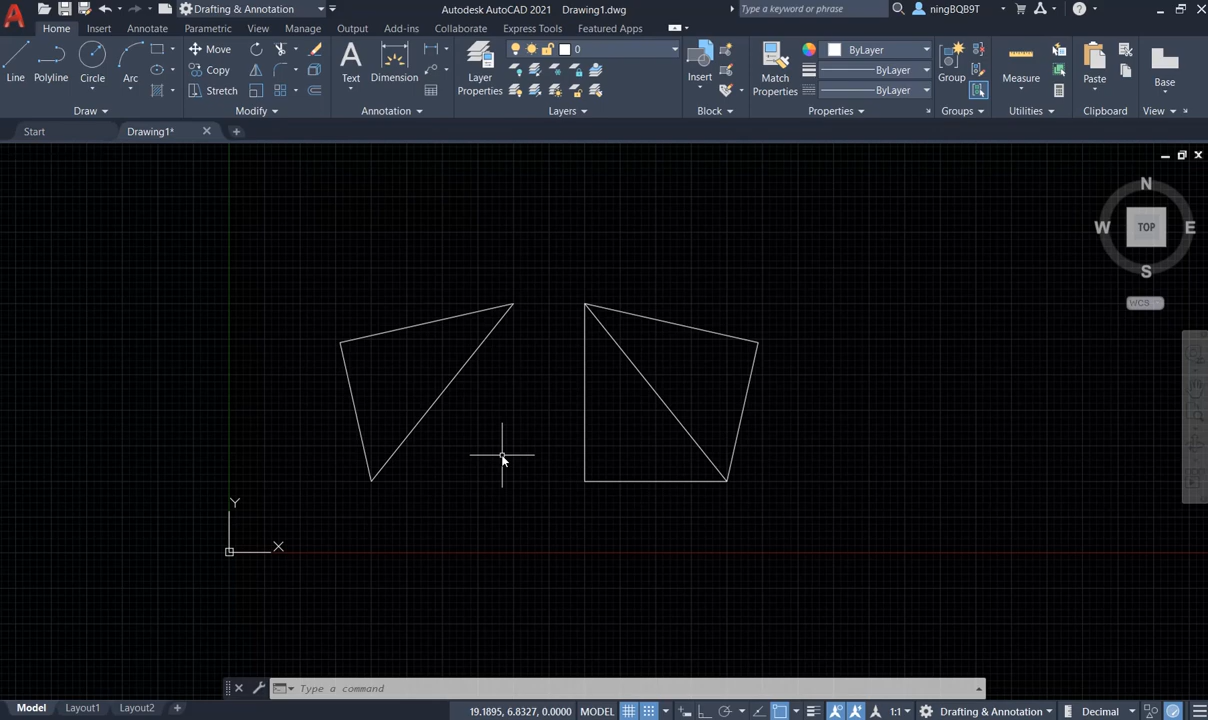 Drafting & Annotation Autodesk AutoCAD 2021 Drawing1.dwg Type a keyword or phrase ningBQB9T
Home Insert Annotate Parametric View Manage Output Add-ins Collaborate Express Tools Featured Apps
Line Polyline Circle Arc Move Copy Stretch Text Dimension Layer Properties 0 Insert Match Properties ByLayer ByLayer ByLayer Group Measure Paste Base
Draw Modify Annotation Layers Block Properties Groups Utilities Clipboard View
Start Drawing1*
N
W TOP E
S
WCS
Y
X
Type a command
Model Layout1 Layout2 19.1895, 6.8327, 0.0000 MODEL 1:1 Drafting & Annotation Decimal